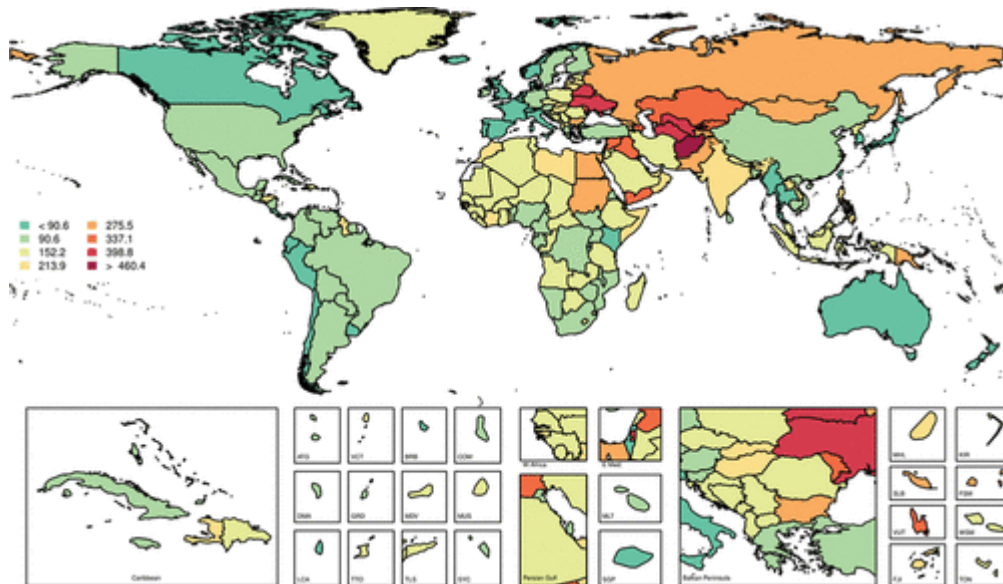 < 90.6
90.6
152.2
213.9
275.5
337.1
398.8
> 460.4
Caribbean
ATG
VCT
BRB
COM
DMA
GRD
MDV
MUS
LCA
TTO
TLS
SYC
W Africa
E Med.
Persian Gulf
MLT
SGP
Balkan Peninsula
MHL
KIR
SLB
FSM
VUT
WSM
FJI
TON